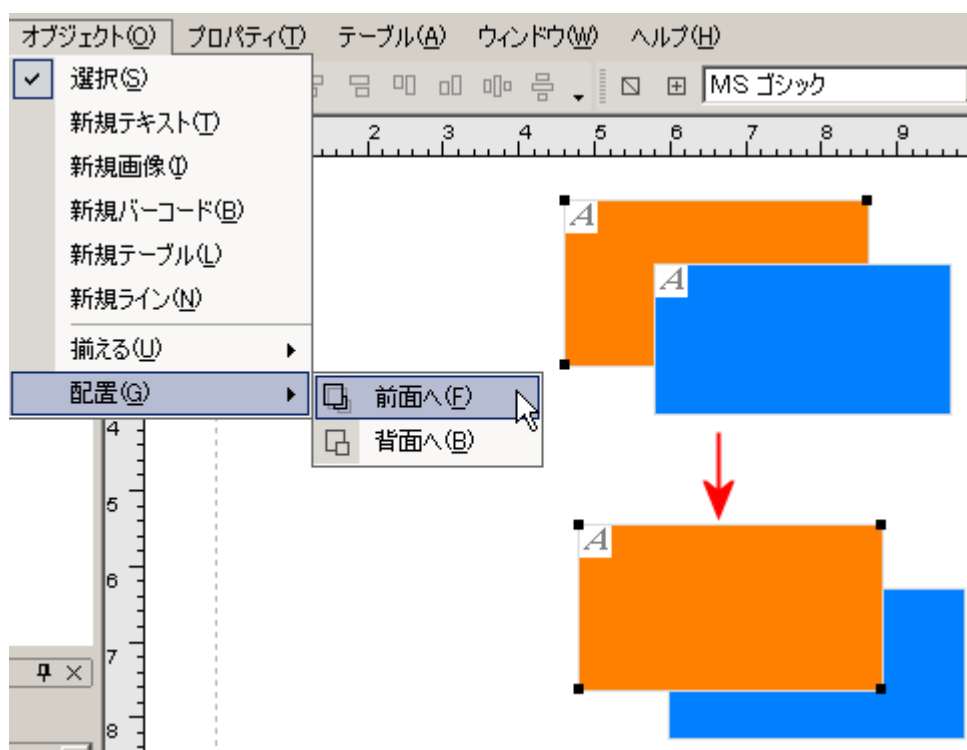 オブジェクト(O) プロパティ(T) テーブル(A) ウィンドウ(W) ヘルプ(H)
選択(S)
MS ゴシック
新規テキスト(T)
2 3 4 5 6 7 8 9
新規画像(I)
新規バーコード(B)
A
新規テーブル(L)
A
新規ライン(N)
揃える(U)
配置(G)
前面へ(F)
4
背面へ(B)
5
A
6
7
8